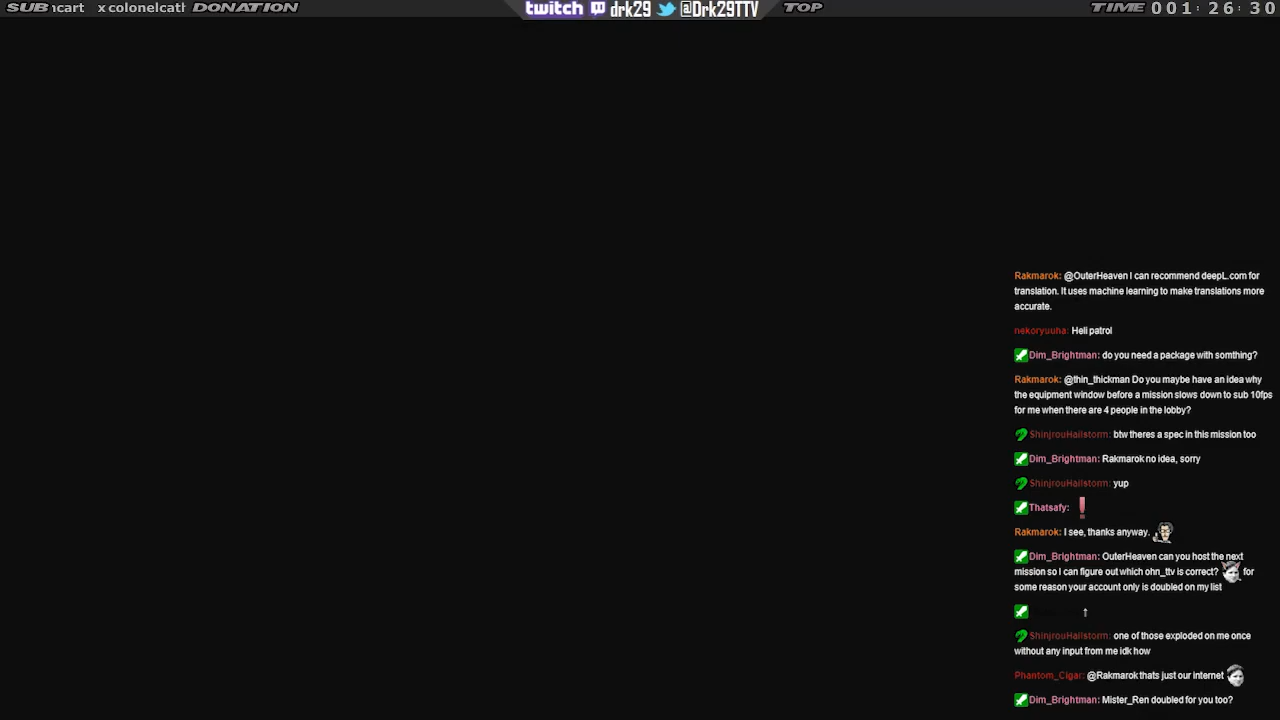 SUB ıcart x colonelcatl DONATION twitch drk29 @Drk29TTV TOP TIME 001:26:30
Rakmarok: @OuterHeaven I can recommend deepL.com for
translation. It uses machine learning to make translations more
accurate.
nekoryuuha: Heli patrol
Dim_Brightman: do you need a package with somthing?
Rakmarok: @thin_thickman Do you maybe have an idea why
the equipment window before a mission slows down to sub 10fps
for me when there are 4 people in the lobby?
ShinjrouHailstorm: btw theres a spec in this mission too
Dim_Brightman: Rakmarok no idea, sorry
ShinjrouHailstorm: yup
Thatsafy:
Rakmarok: I see, thanks anyway.
Dim_Brightman: OuterHeaven can you host the next
mission so I can figure out which ohn_ttv is correct? for
some reason your account only is doubled on my list
↑
ShinjrouHailstorm: one of those exploded on me once
without any input from me idk how
Phantom_Cigar: @Rakmarok thats just our internet
Dim_Brightman: Mister_Ren doubled for you too?